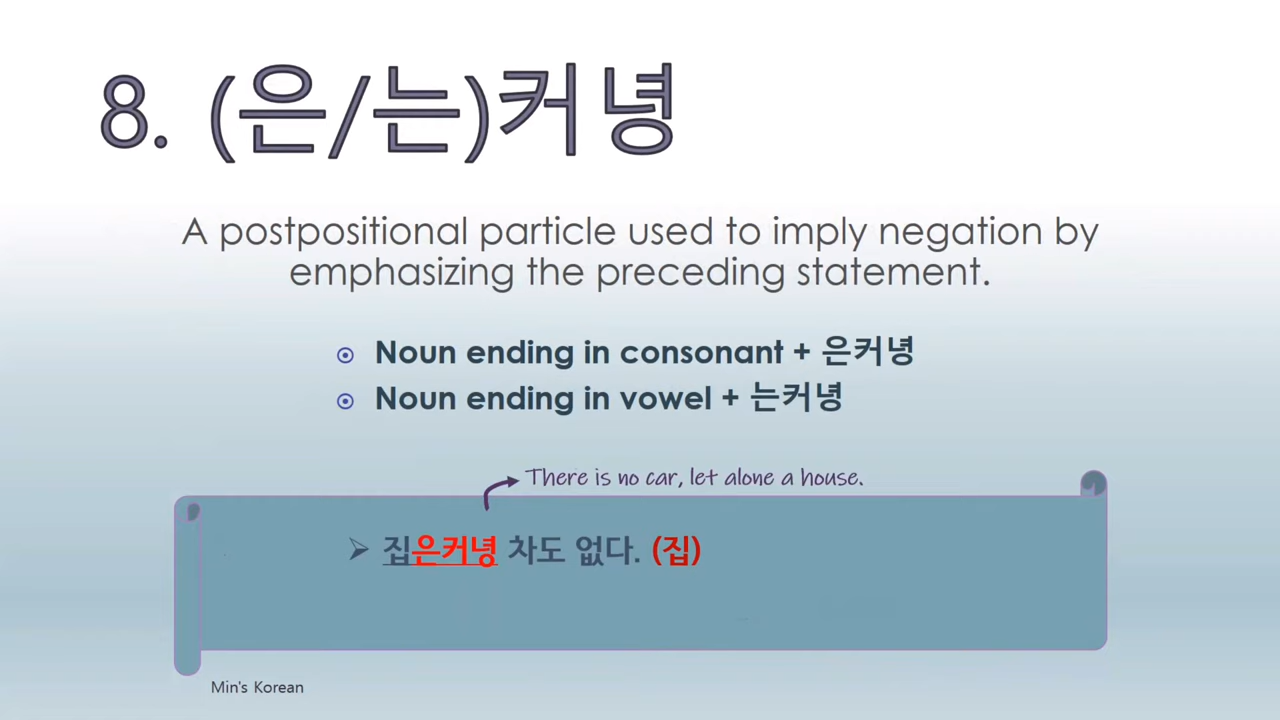 8. (은/는)커녕
A postpositional particle used to imply negation by
emphasizing the preceding statement.
Noun ending in consonant + 은커녕
Noun ending in vowel + 는커녕
There is no car, let alone a house.
집은커녕 차도 없다. (집)
Min's Korean